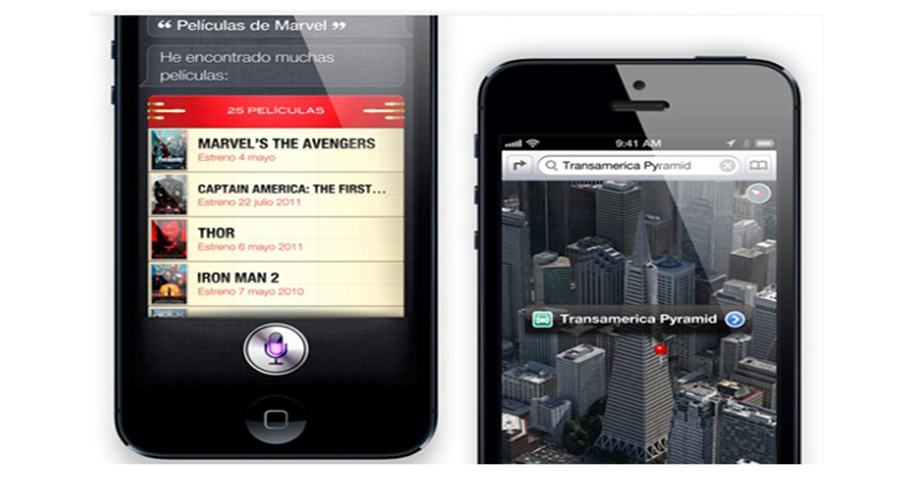 “ Películas de Marvel ”
He encontrado muchas
películas:
25 PELÍCULAS
MARVEL'S THE AVENGERS
Estreno 4 mayo
CAPTAIN AMERICA: THE FIRST...
Estreno 22 julio 2011
THOR
Estreno 6 mayo 2011
IRON MAN 2
Estreno 7 mayo 2010
9:41 AM
Transamerica Pyramid
Transamerica Pyramid